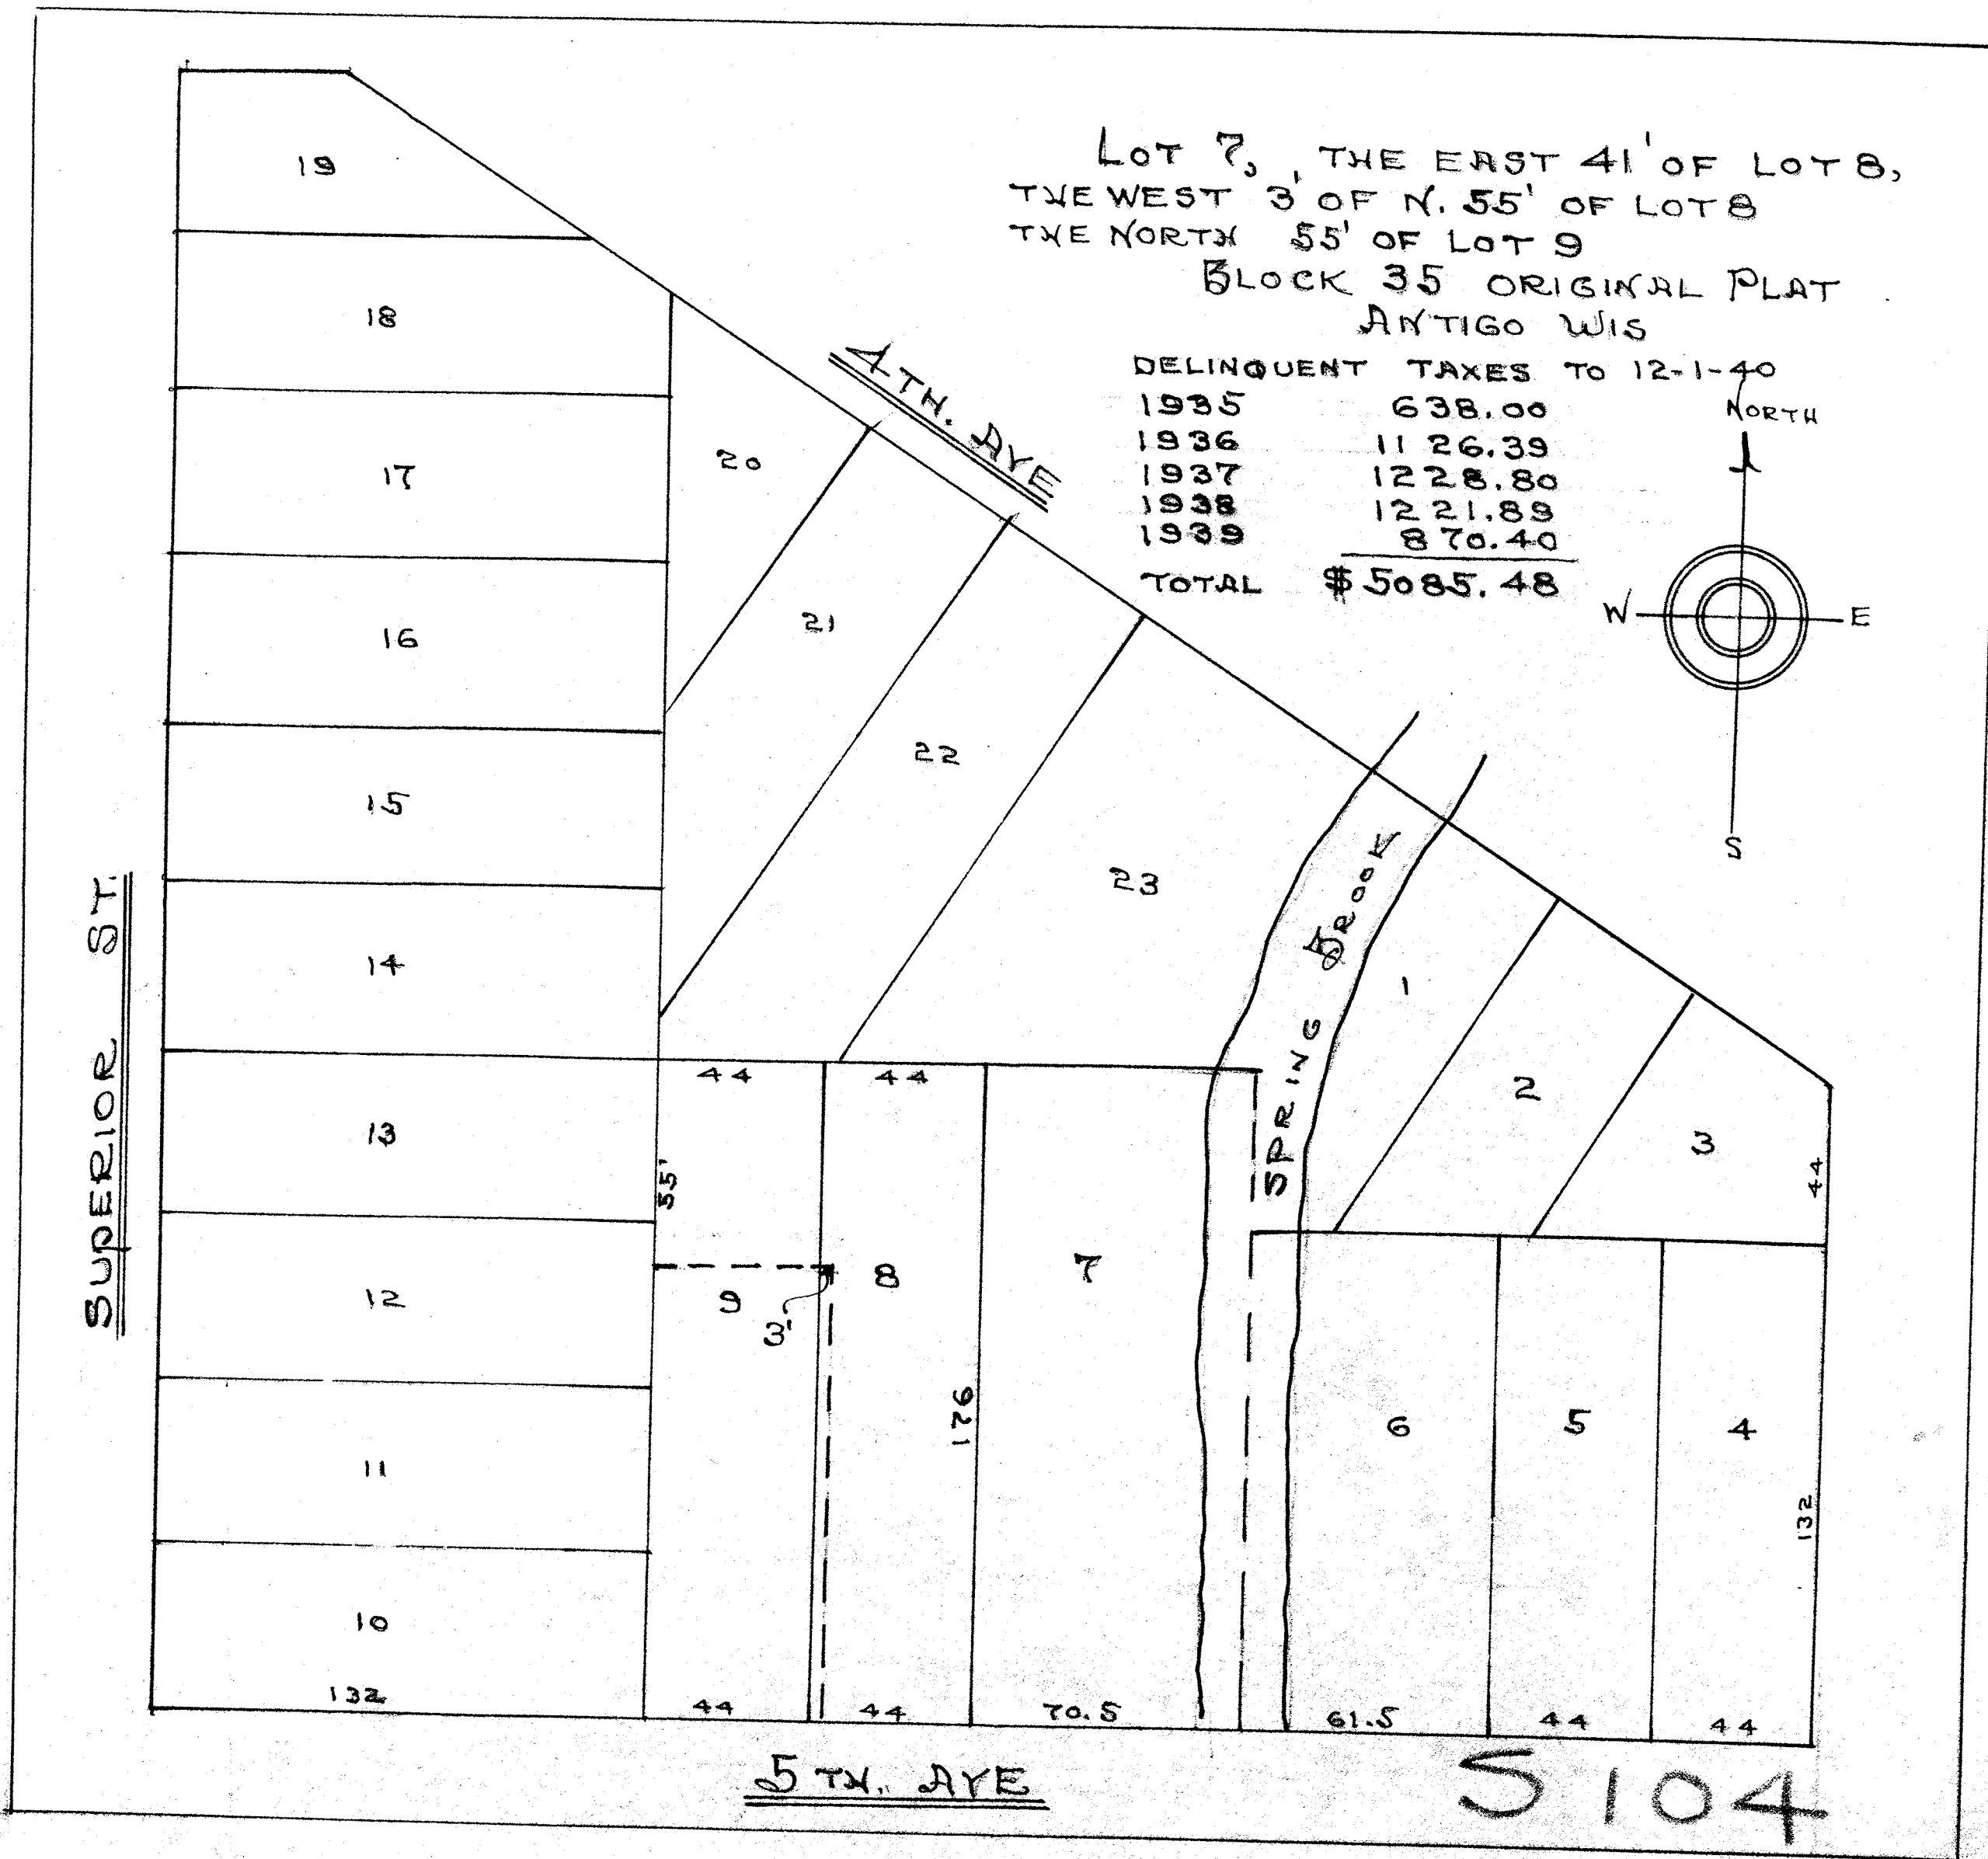 LOT 7, THE EAST 41' OF LOT 8,
THE WEST 3' OF N. 55' OF LOT 8
THE NORTH 55' OF LOT 9
BLOCK 35 ORIGINAL PLAT
ANTIGO WIS
DELINQUENT TAXES TO 12-1-40
1935 638.00
1936 1126.39
1937 1228.80
1938 1221.89
1939 870.40
TOTAL $5085.48
NORTH
W
E
S
4TH. AVE
19
18
17
16
15
14
13
12
11
10
132
SUPERIOR ST.
20
21
22
23
SPRING BROOK
1
2
3
44
44
44
55'
9
3'
8
7
176
6
5
4
132
44
44
70.5
61.5
44
44
5TH. AVE
S 104